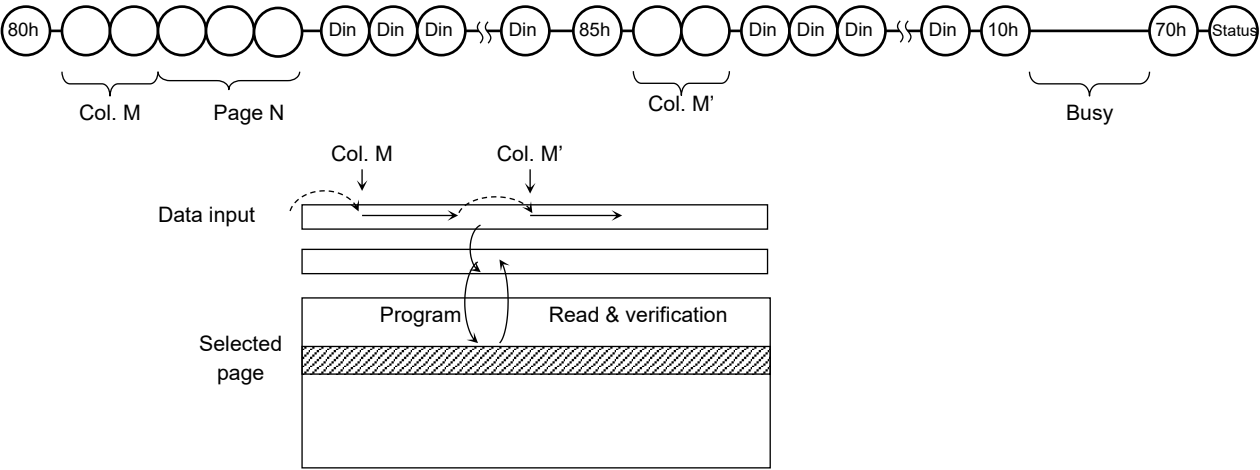 80h Din Din Din Din 85h Din Din Din Din 10h 70h Status
Col. M Page N Col. M’ Busy
Col. M Col. M’
Data input
Program Read & verification
Selected
page